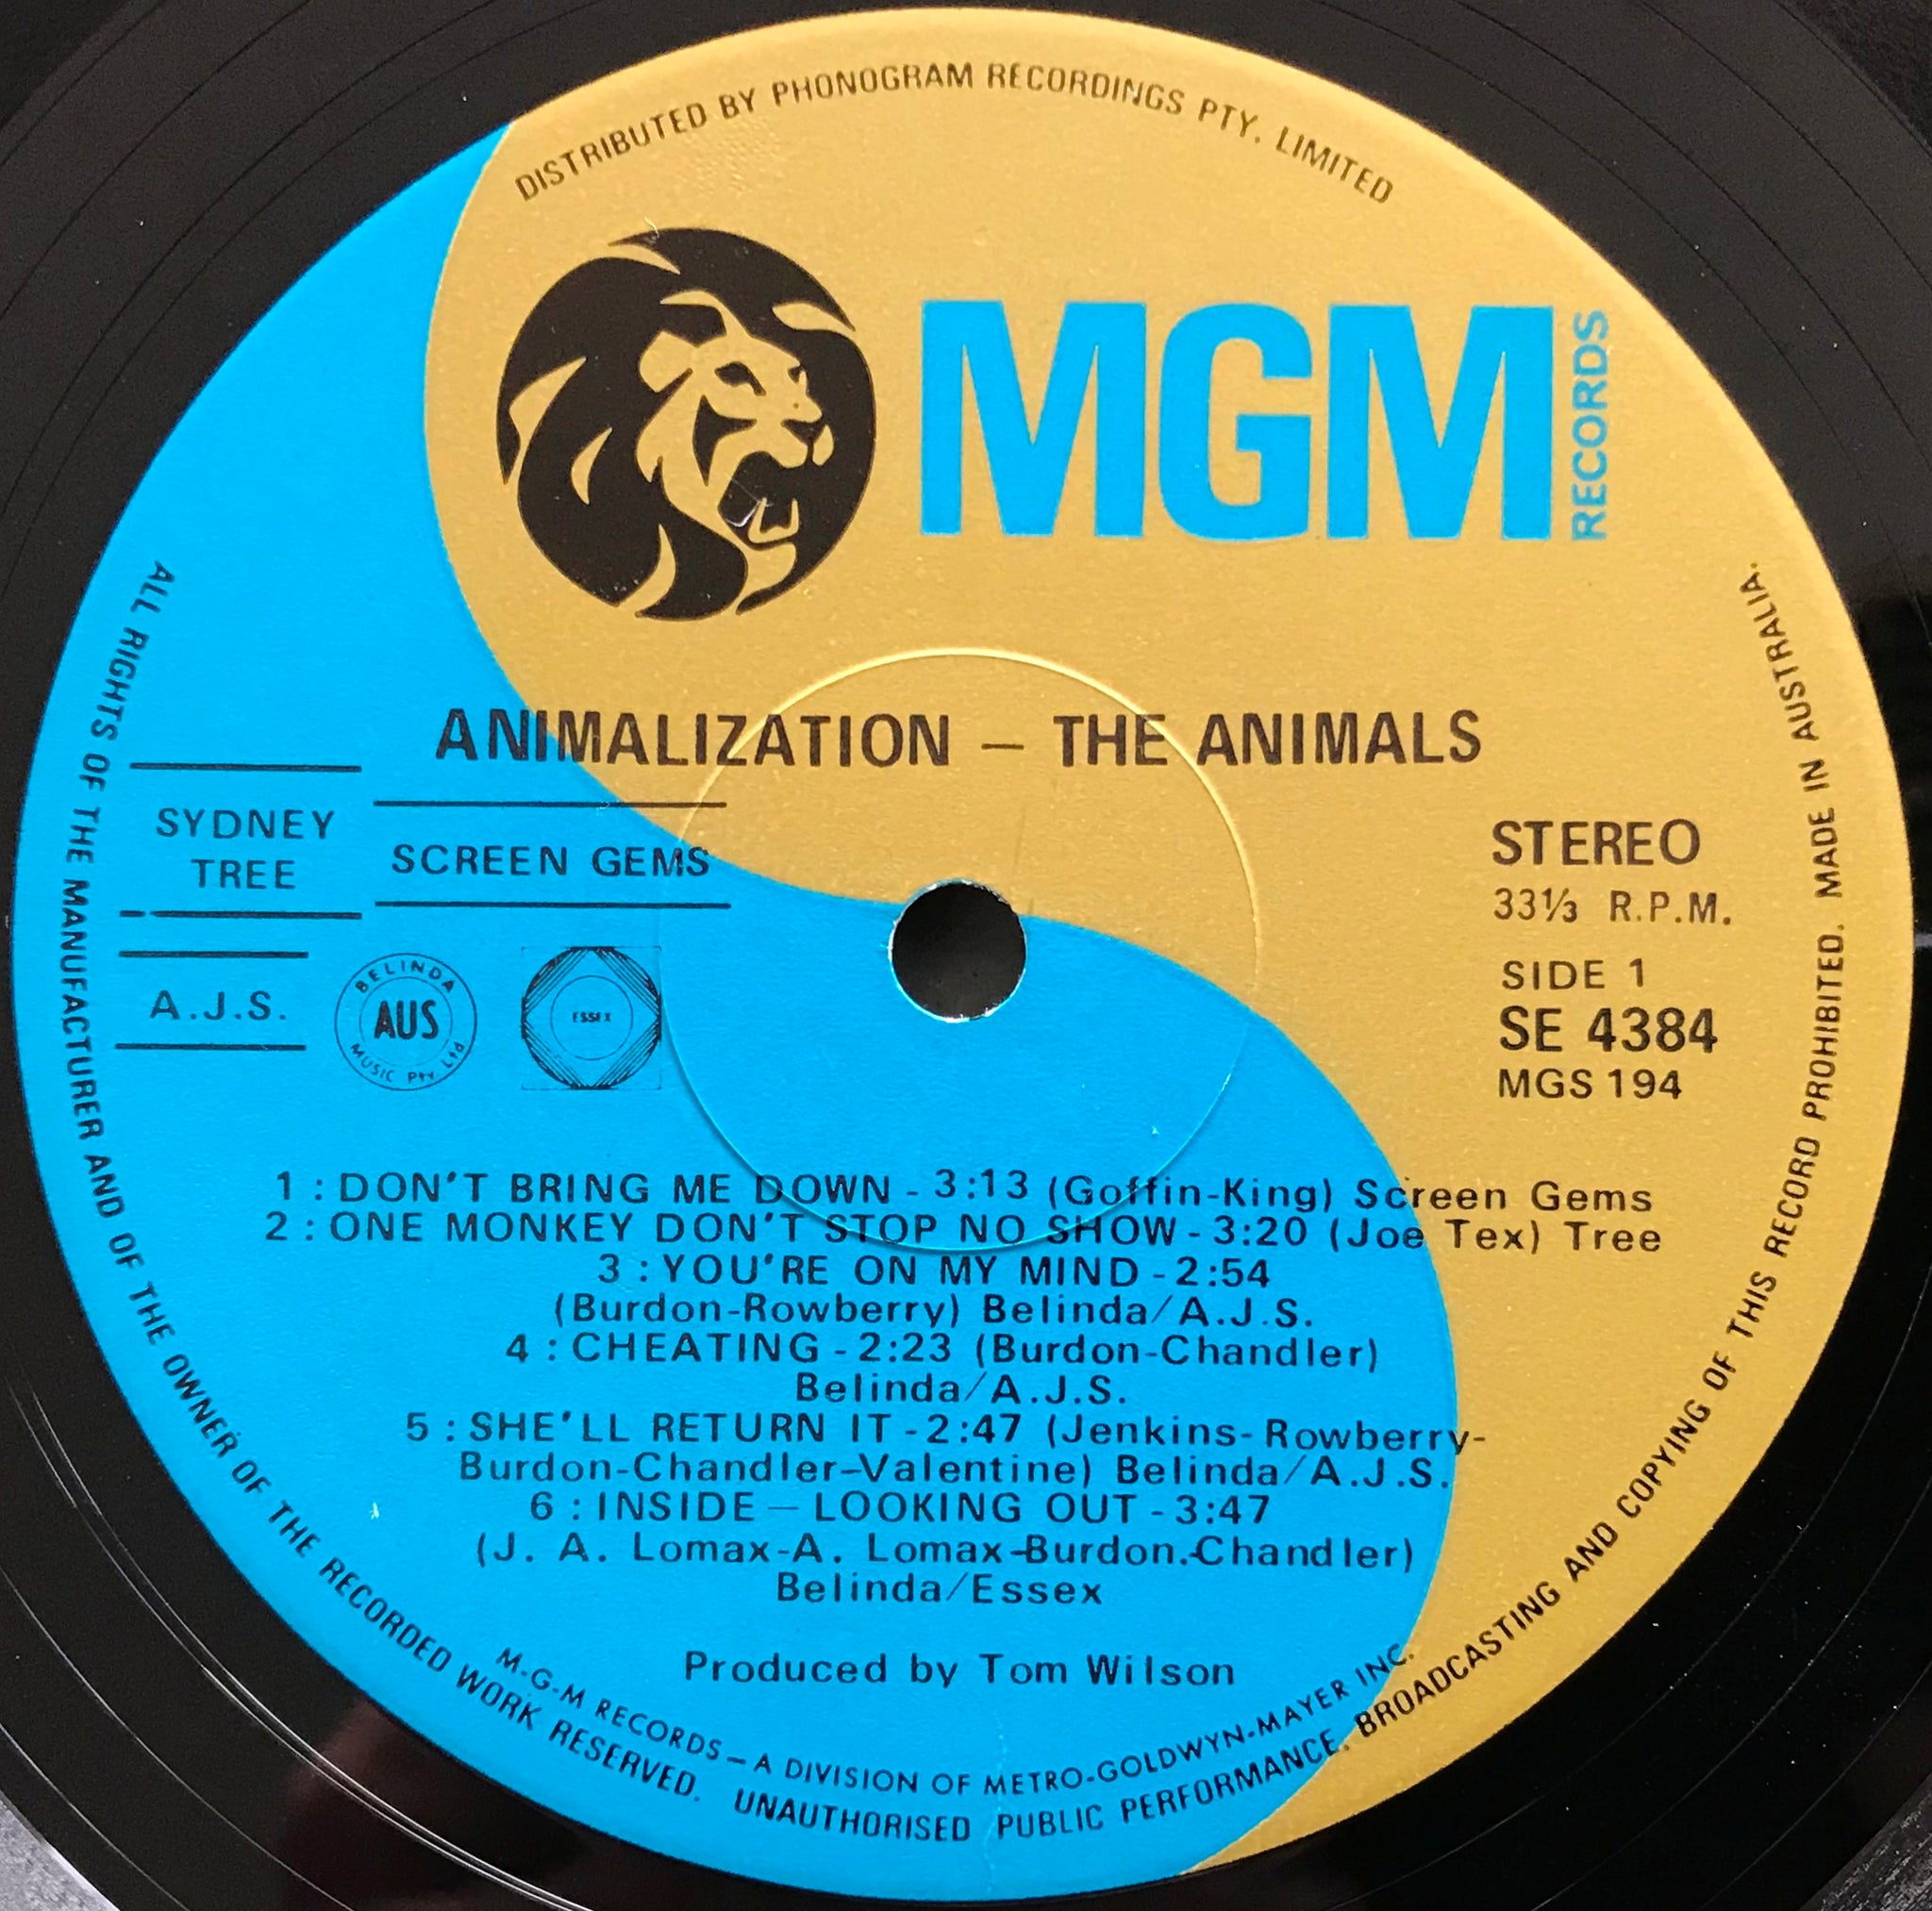 DISTRIBUTED BY PHONOGRAM RECORDINGS PTY. LIMITED
MGM
RECORDS
ANIMALIZATION – THE ANIMALS
SYDNEY
TREE
SCREEN GEMS
A.J.S.
BELINDA
AUS
MUSIC Pty. Ltd
ESSEX
STEREO
33⅓ R.P.M.
SIDE 1
SE 4384
MGS 194
1 : DON'T BRING ME DOWN - 3:13 (Goffin-King) Screen Gems
2 : ONE MONKEY DON'T STOP NO SHOW - 3:20 (Joe Tex) Tree
3 : YOU'RE ON MY MIND - 2:54
(Burdon-Rowberry) Belinda/A.J.S.
4 : CHEATING - 2:23 (Burdon-Chandler)
Belinda/A.J.S.
5 : SHE'LL RETURN IT - 2:47 (Jenkins-Rowberry-
Burdon-Chandler–Valentine) Belinda/A.J.S.
6 : INSIDE – LOOKING OUT - 3:47
(J. A. Lomax-A. Lomax-Burdon.-Chandler)
Belinda/Essex
Produced by Tom Wilson
M-G-M RECORDS – A DIVISION OF METRO-GOLDWYN-MAYER INC.
ALL RIGHTS OF THE MANUFACTURER AND OF THE OWNER OF THE RECORDED WORK RESERVED. UNAUTHORISED PUBLIC PERFORMANCE. BROADCASTING AND COPYING OF THIS RECORD PROHIBITED. MADE IN AUSTRALIA.